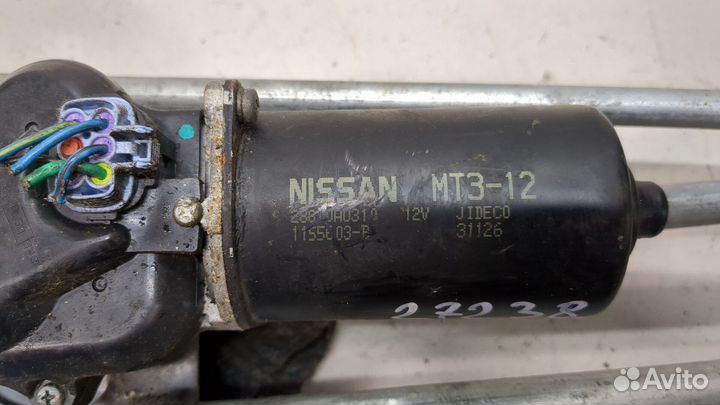 NISSAN MT3-12
12V JIDECO
31126
27238
Avito